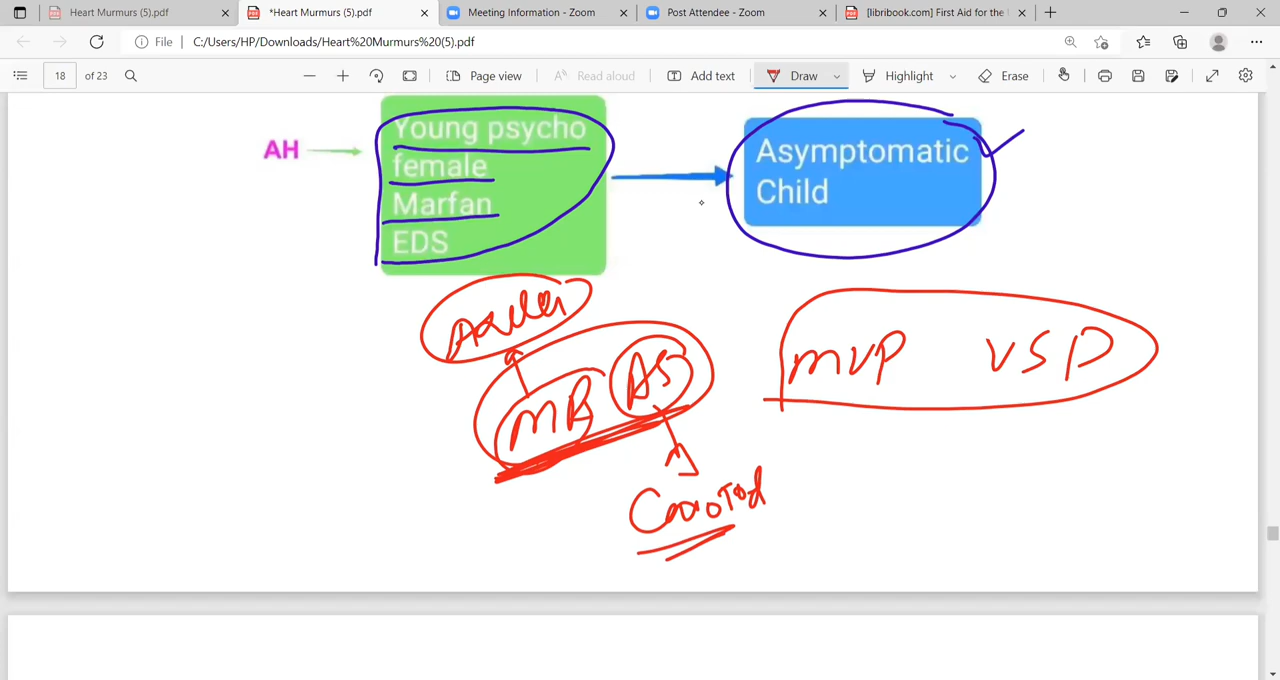 Heart Murmurs (5).pdf
*Heart Murmurs (5).pdf
Meeting Information - Zoom
Post Attendee - Zoom
[libribook.com] First Aid for the
File C:/Users/HP/Downloads/Heart%20Murmurs%20(5).pdf
18 of 23
Page view
Read aloud
Add text
Draw
Highlight
Erase
AH
Young psycho
female
Marfan
EDS
Asymptomatic
Child
MR AS
MVP VSD